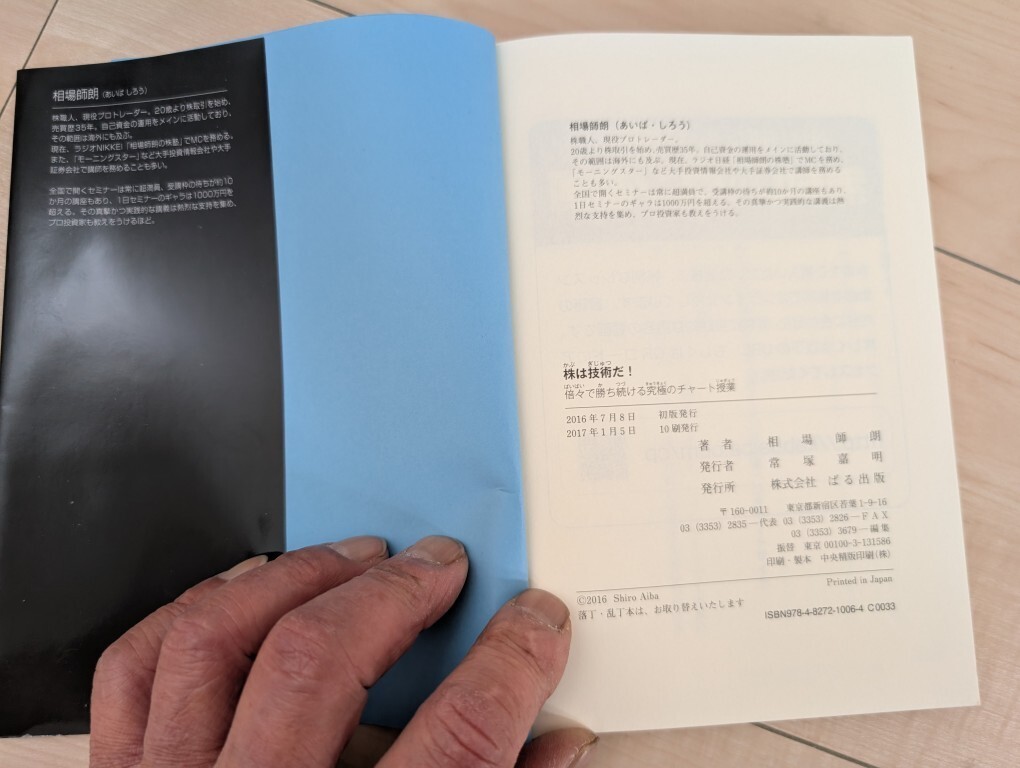 相場師朗 (あいば しろう)
株職人、現役プロトレーダー。20歳より株取引を始め、
売買歴35年。自己資金の運用をメインに活動しており、
その範囲は海外にも及ぶ。
現在、ラジオNIKKEI「相場師朗の株塾」でMCを務める。
また、「モーニングスター」など大手投資情報会社や大手
証券会社で講師を務めることも多い。
全国で開くセミナーは常に超満員、受講枠の待ちが約10
か月の講座もあり、1日セミナーのギャラは1000万円を
超える。その真摯かつ実践的な講義は熱烈な支持を集め、
プロ投資家も教えをうけるほど。
相場師朗(あいば・しろう)
株職人、現役プロトレーダー。
20歳より株取引を始め、売買歴35年。自己資金の運用をメインに活動しており、
その範囲は海外にも及ぶ。現在、ラジオ日経「相場師朗の株塾」でMCを務め、
「モーニングスター」など大手投資情報会社や大手証券会社で講師を務める
ことも多い。
全国で開くセミナーは常に超満員で、受講枠の待ちが約10か月の講座もあり、
1日セミナーのギャラは1000万円を超える。その真摯かつ実践的な講義は熱
烈な支持を集め、プロ投資家も教えをうける。
かぶ ぎじゅつ
株は技術だ!
ばいばい か つづ きゅうきょく じゅぎょう
倍々で勝ち続ける究極のチャート授業
2016年7月8日 初版発行
2017年1月5日 10刷発行
著者 相場師朗
発行者 常塚嘉明
発行所 株式会社 ぱる出版
〒160-0011 東京都新宿区若葉1-9-16
03 (3353) 2835―代表 03 (3353) 2826―FAX
03 (3353) 3679―編集
振替 東京 00100-3-131586
印刷・製本 中央精版印刷(株)
©2016 Shiro Aiba
Printed in Japan
落丁・乱丁本は、お取り替えいたします
ISBN978-4-8272-1006-4 C0033